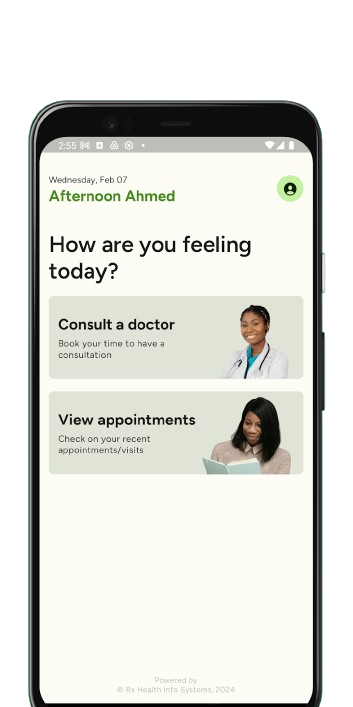 2:55
Wednesday, Feb 07
Afternoon Ahmed
How are you feeling
today?
Consult a doctor
Book your time to have a
consultation
View appointments
Check on your recent
appointments/visits
Powered by
© Rx Health Info Systems, 2024